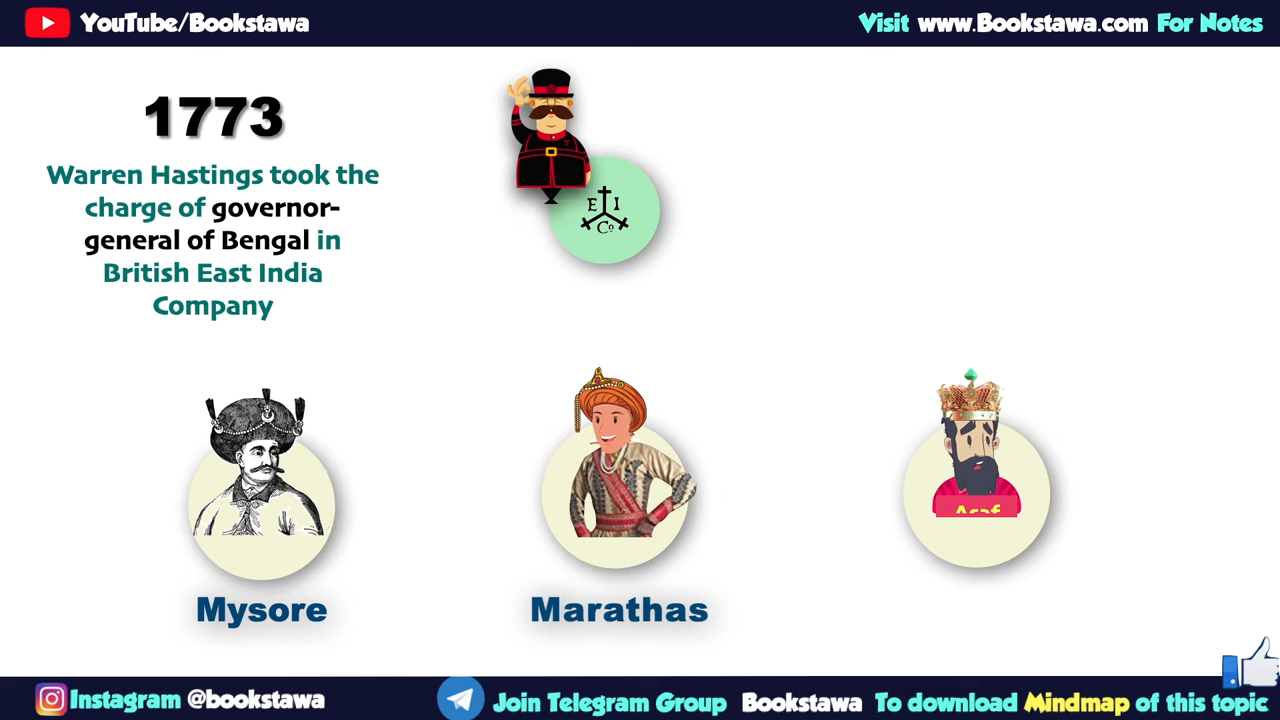 YouTube/Bookstawa
Visit www.Bookstawa.com For Notes
1773
Warren Hastings took the
charge of governor-
general of Bengal in
British East India
Company
E I
Co
Mysore
Marathas
Instagram @bookstawa
Join Telegram Group Bookstawa To download Mindmap of this topic